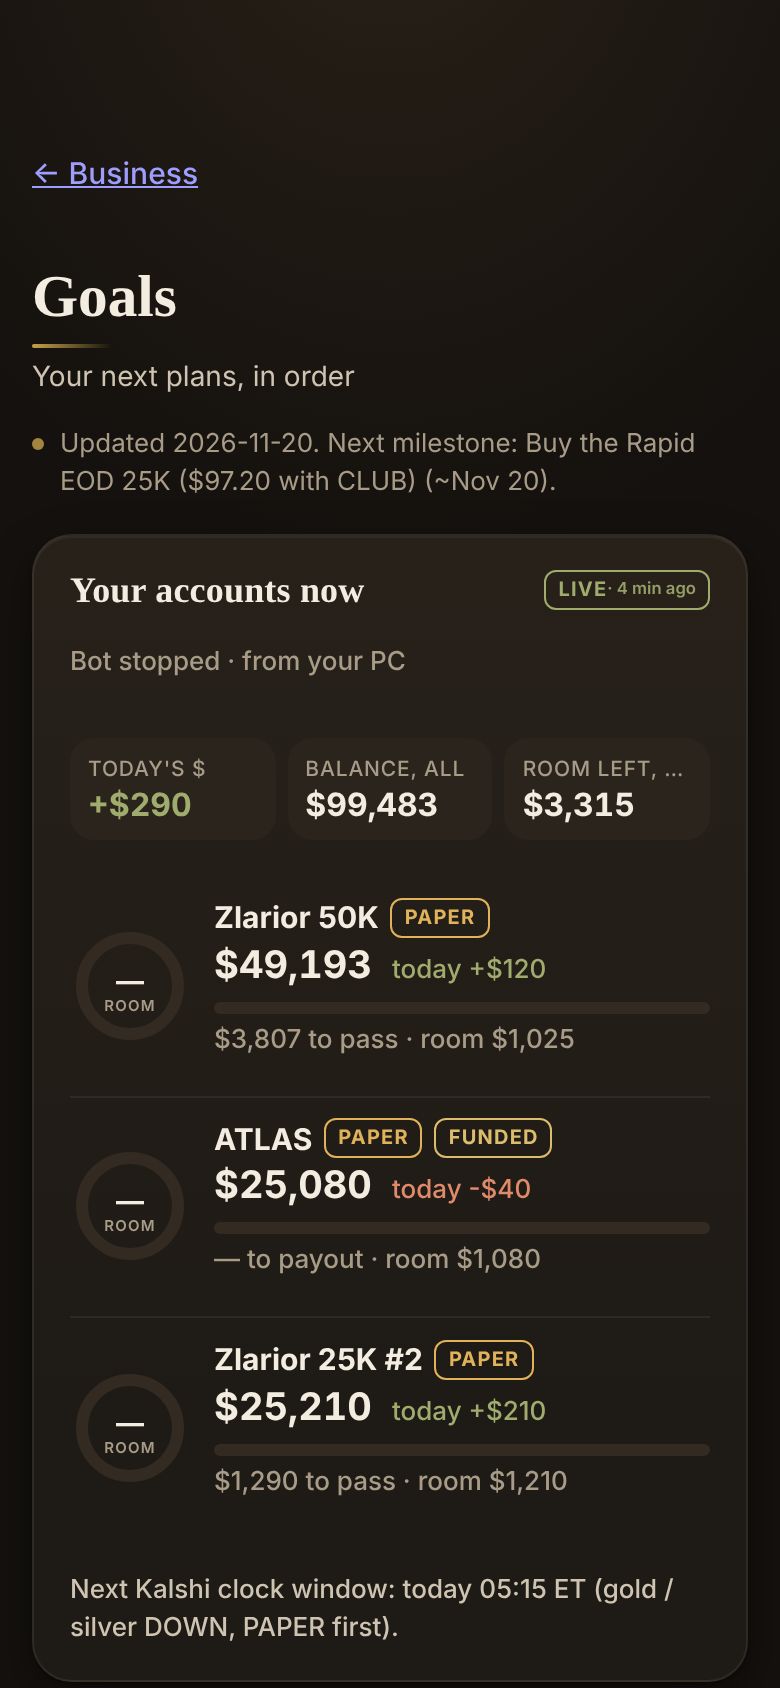 ← Business
Goals
Your next plans, in order
Updated 2026-11-20. Next milestone: Buy the Rapid
EOD 25K ($97.20 with CLUB) (~Nov 20).
Your accounts now
LIVE · 4 min ago
Bot stopped · from your PC
TODAY'S $
+$290
BALANCE, ALL
$99,483
ROOM LEFT, ...
$3,315
Zlarior 50K PAPER
$49,193 today +$120
—
ROOM
$3,807 to pass · room $1,025
ATLAS PAPER FUNDED
$25,080 today -$40
—
ROOM
— to payout · room $1,080
Zlarior 25K #2 PAPER
$25,210 today +$210
—
ROOM
$1,290 to pass · room $1,210
Next Kalshi clock window: today 05:15 ET (gold /
silver DOWN, PAPER first).